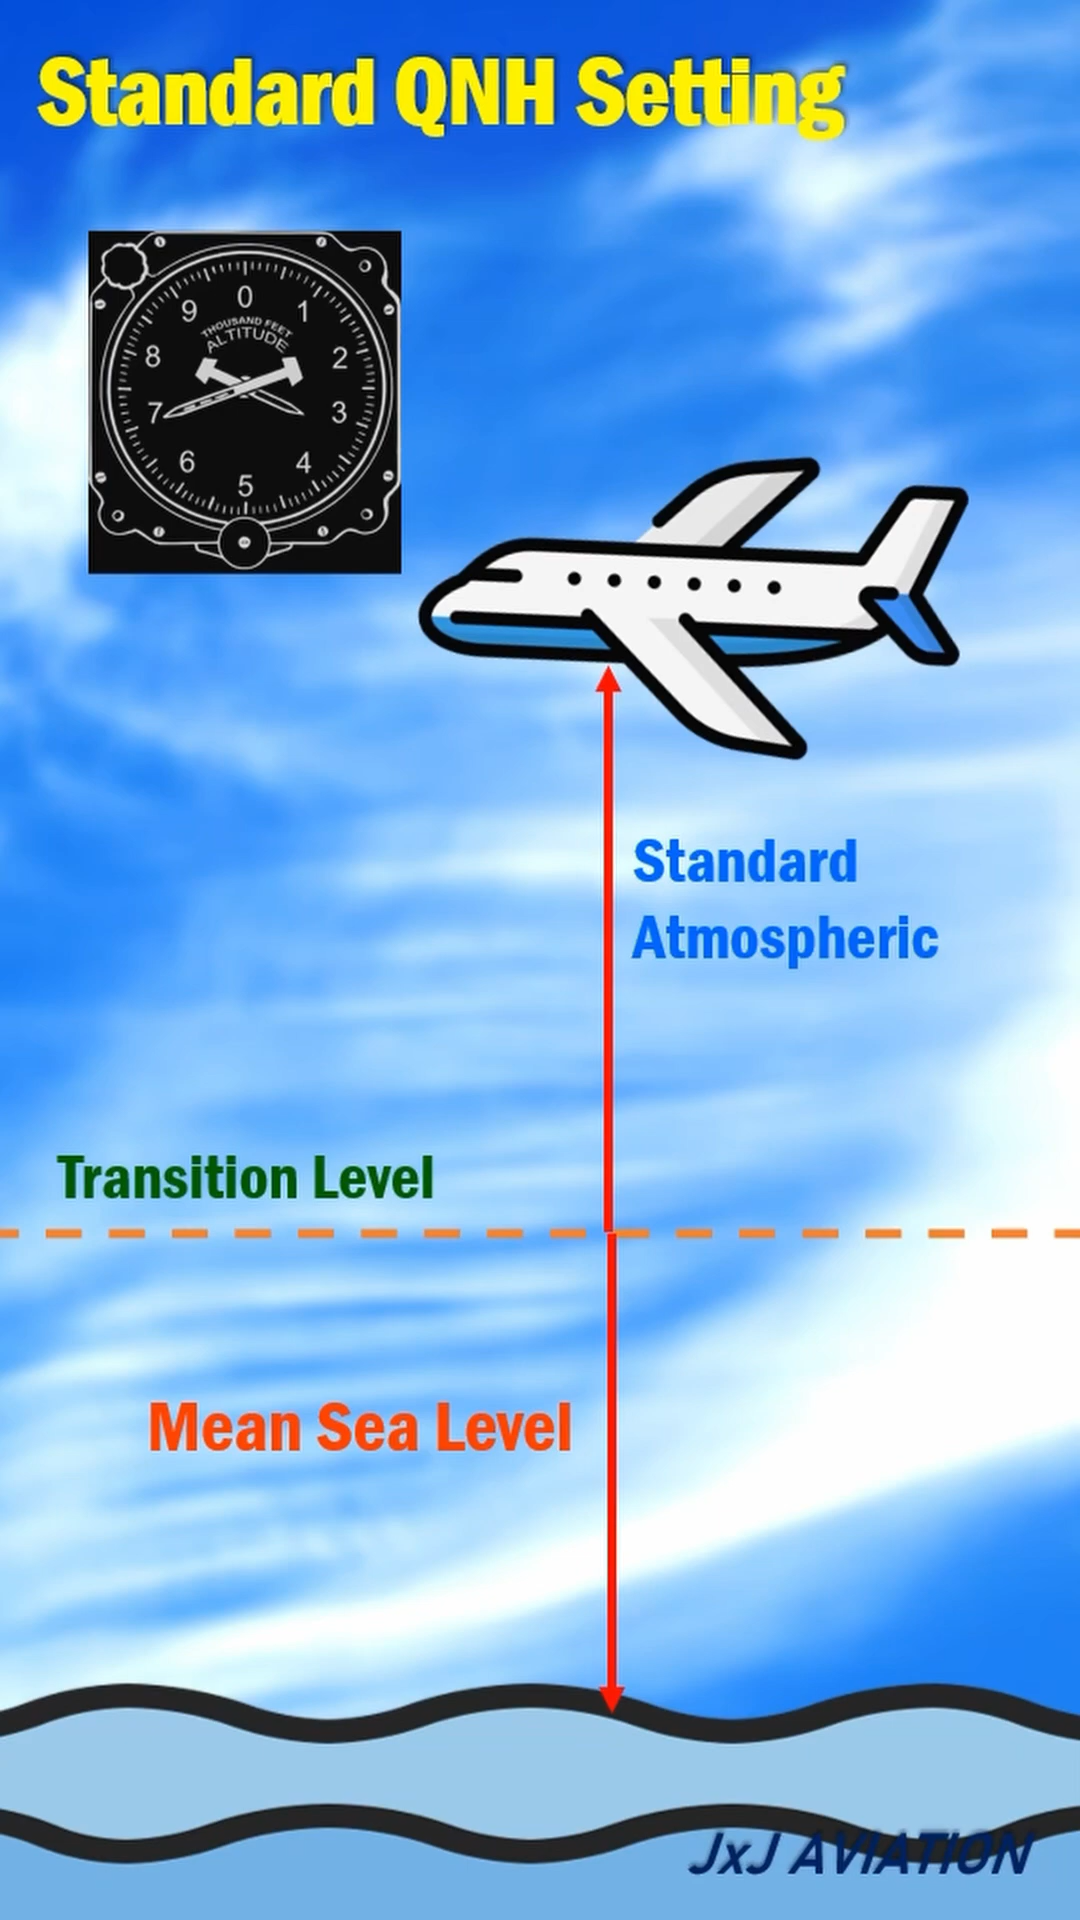 Standard QNH Setting
0
9 1
THOUSAND FEET
ALTITUDE
8 2
7 3
6 4
5
Standard
Atmospheric
Transition Level
Mean Sea Level
JxJ AVIATION